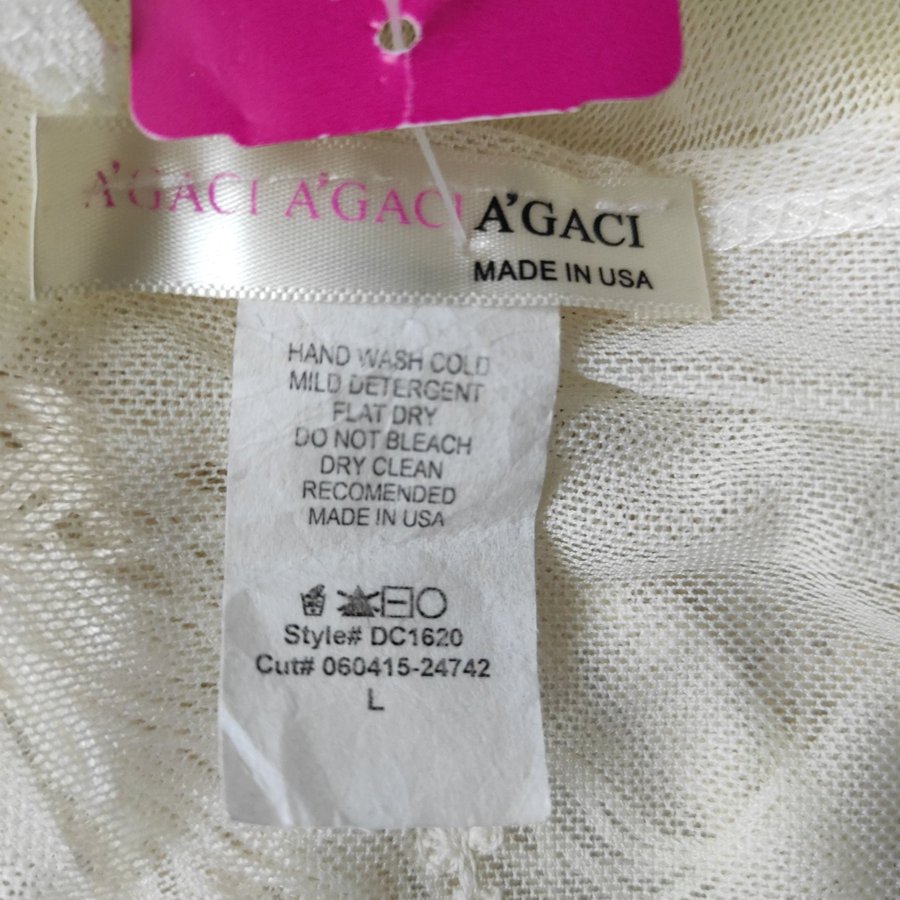 A'GACI A'GACI A'GACI
MADE IN USA
HAND WASH COLD
MILD DETERGENT
FLAT DRY
DO NOT BLEACH
DRY CLEAN
RECOMENDED
MADE IN USA
Style# DC1620
Cut# 060415-24742
L